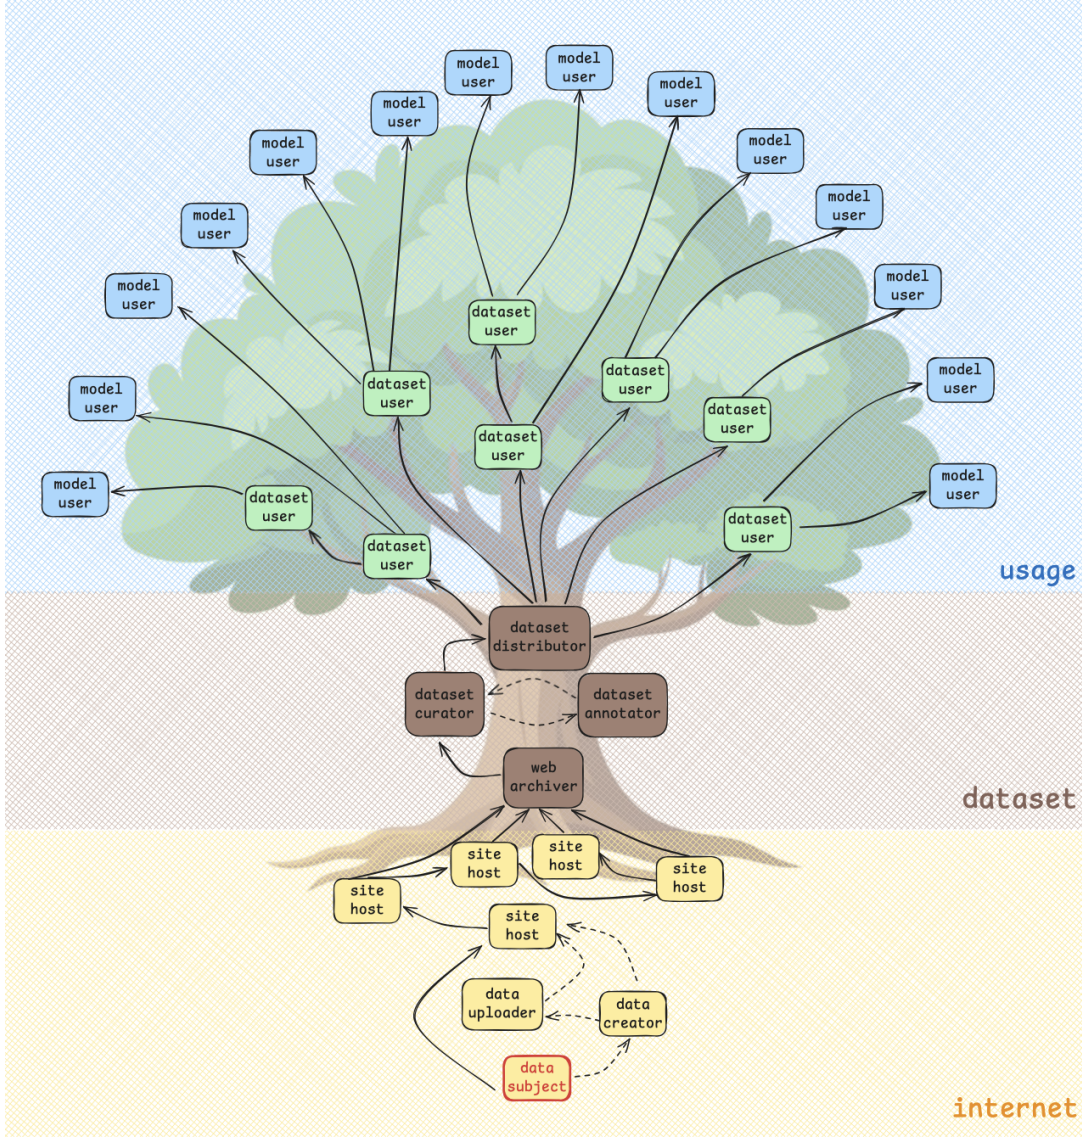 model
user
model
user
model
user
model
user
model
user
model
user
model
user
model
user
model
user
model
user
model
user
model
user
model
user
model
user
dataset
user
dataset
user
dataset
user
dataset
user
dataset
user
dataset
user
dataset
user
dataset
user
usage
dataset
distributor
dataset
curator
dataset
annotator
web
archiver
dataset
site
host
site
host
site
host
site
host
site
host
data
uploader
data
creator
data
subject
internet